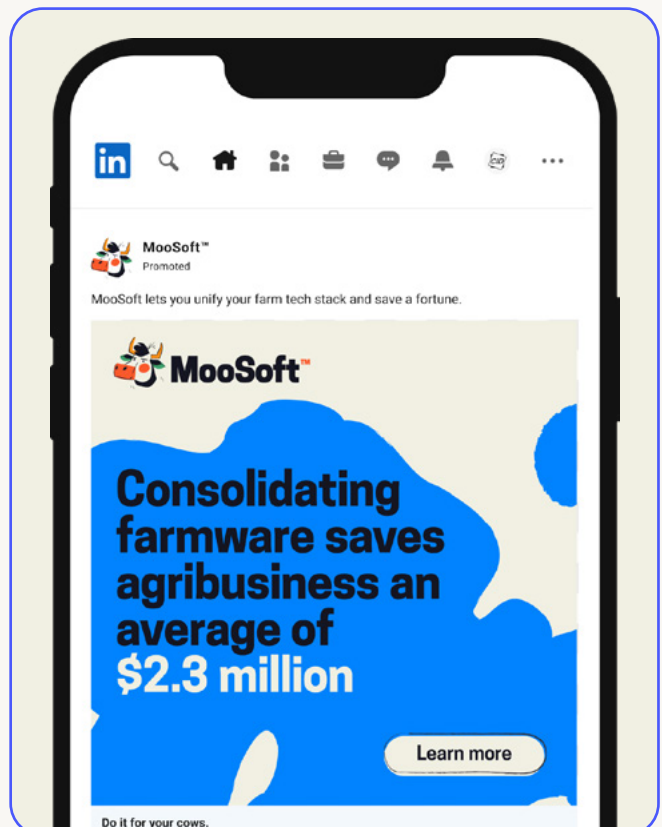 in
MooSoft™
Promoted
MooSoft lets you unify your farm tech stack and save a fortune.
MooSoft™
Consolidating
farmware saves
agribusiness an
average of
$2.3 million
Learn more
Do it for your cows.